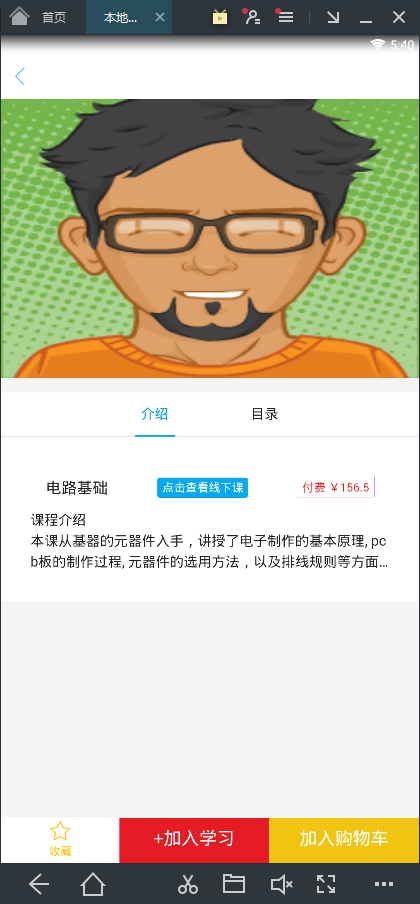 首页
本地...
5:40
介绍
目录
电路基础
点击查看线下课
付费 ￥156.5
课程介绍
本课从基器的元器件入手，讲授了电子制作的基本原理, pc
b板的制作过程, 元器件的选用方法，以及排线规则等方面...
收藏
+加入学习
加入购物车